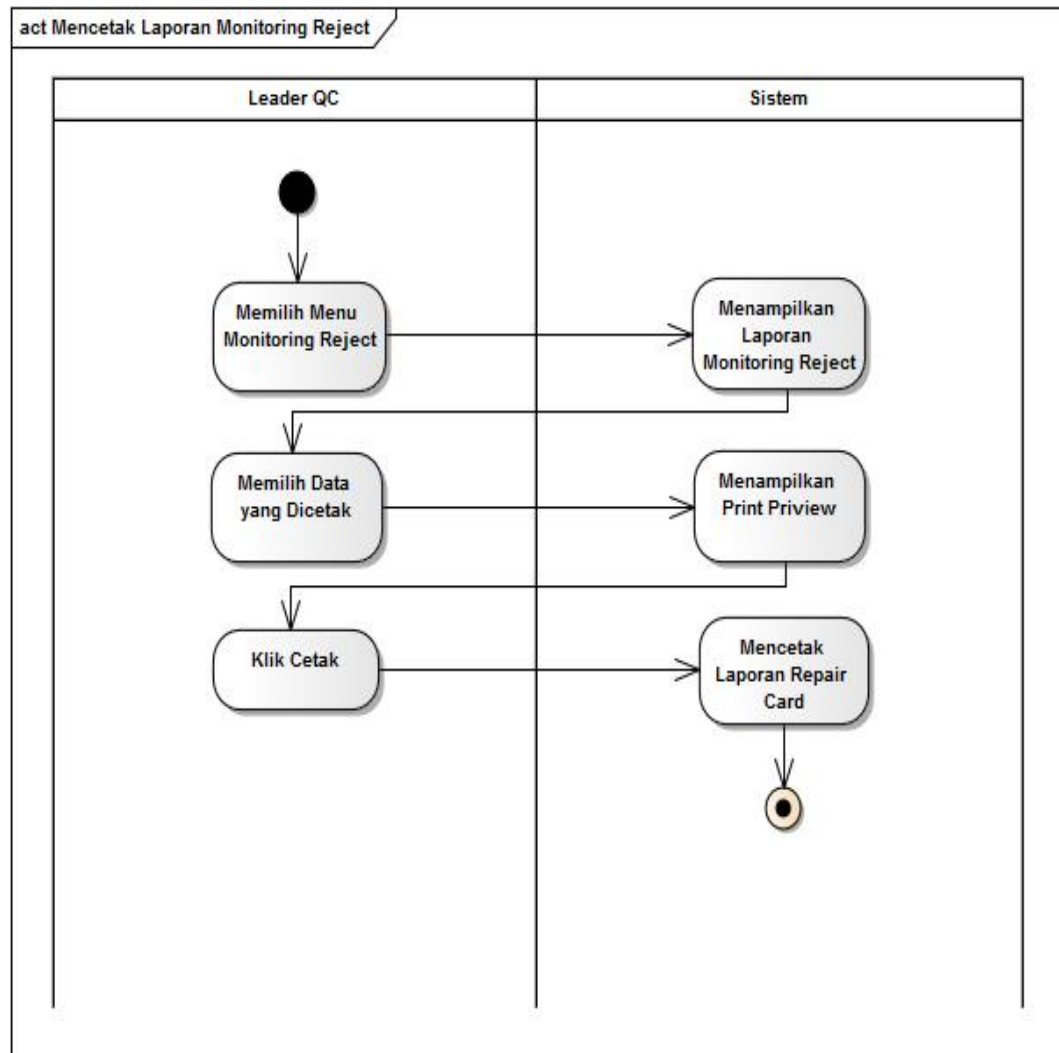 act Mencetak Laporan Monitoring Reject
Leader QC
Sistem
Memilih Menu
Monitoring Reject
Menampilkan
Laporan
Monitoring Reject
Memilih Data
yang Dicetak
Menampilkan
Print Priview
Klik Cetak
Mencetak
Laporan Repair
Card